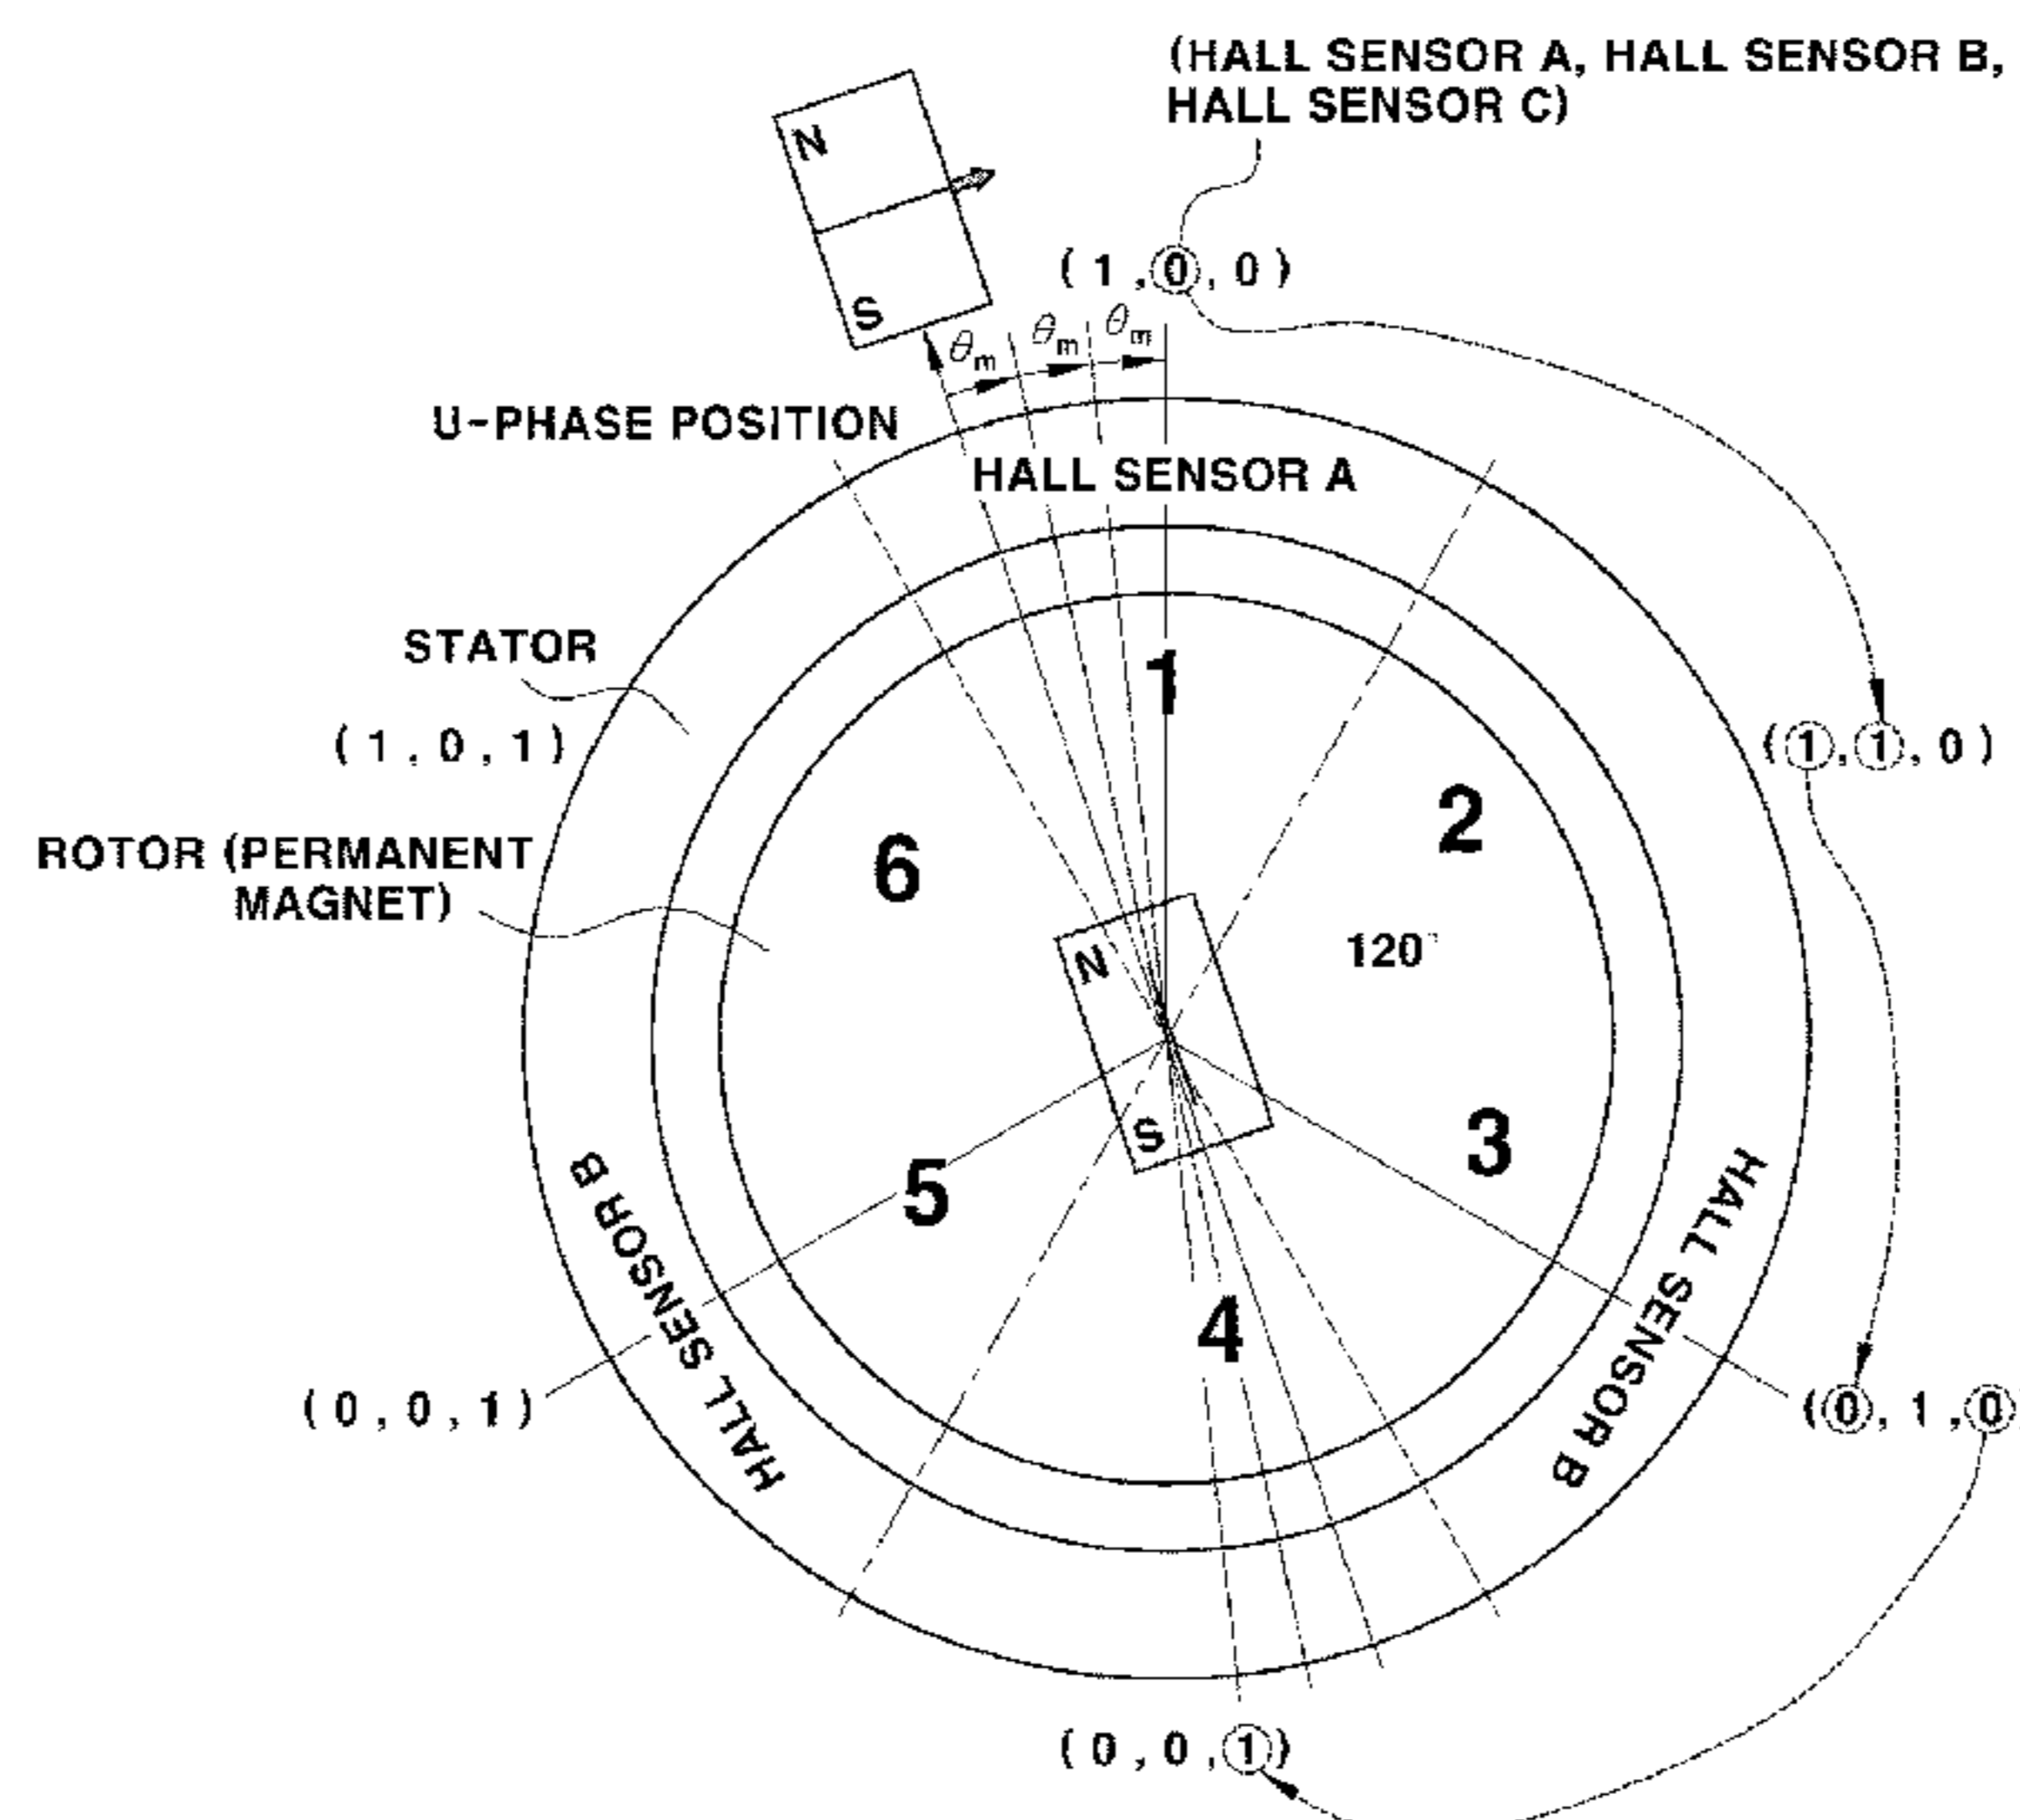 (HALL SENSOR A, HALL SENSOR B,
HALL SENSOR C)
N
S
(1,0,0)
θm θm θm
U-PHASE POSITION
HALL SENSOR A
STATOR
1
(1,0,1)
(1,1,0)
2
ROTOR (PERMANENT
MAGNET)
6
120°
N
S
3
5
HALL SENSOR B
HALL SENSOR B
4
(0,0,1)
(0,1,0
(0,0,1)